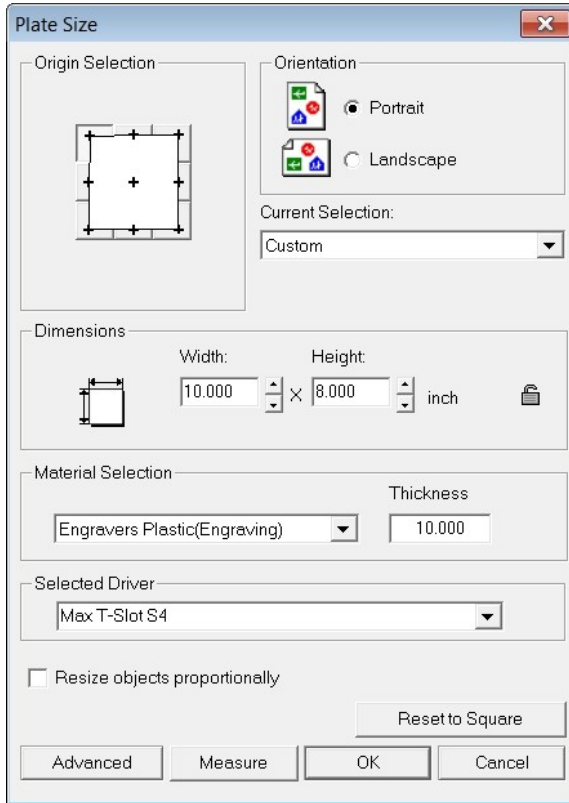 Plate Size
Origin Selection
Orientation
Portrait
Landscape
Current Selection:
Custom
Dimensions
Width:
Height:
10.000 X 8.000 inch
Material Selection
Thickness
Engravers Plastic(Engraving) 10.000
Selected Driver
Max T-Slot S4
Resize objects proportionally
Reset to Square
Advanced Measure OK Cancel